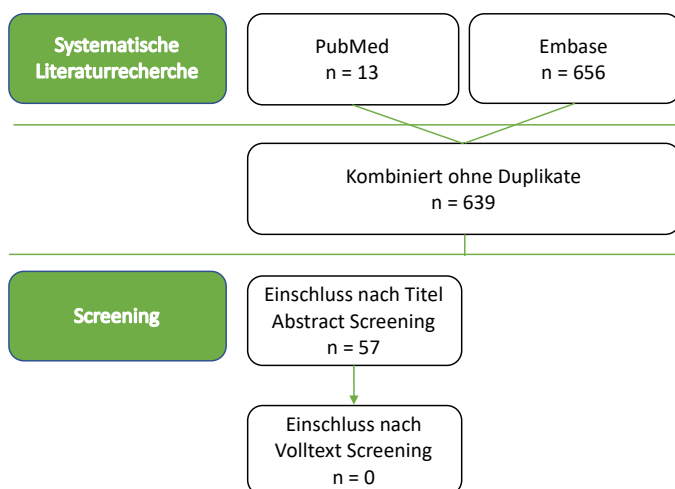 Systematische
Literaturrecherche
PubMed
n = 13
Embase
n = 656
Kombiniert ohne Duplikate
n = 639
Screening
Einschluss nach Titel
Abstract Screening
n = 57
Einschluss nach
Volltext Screening
n = 0